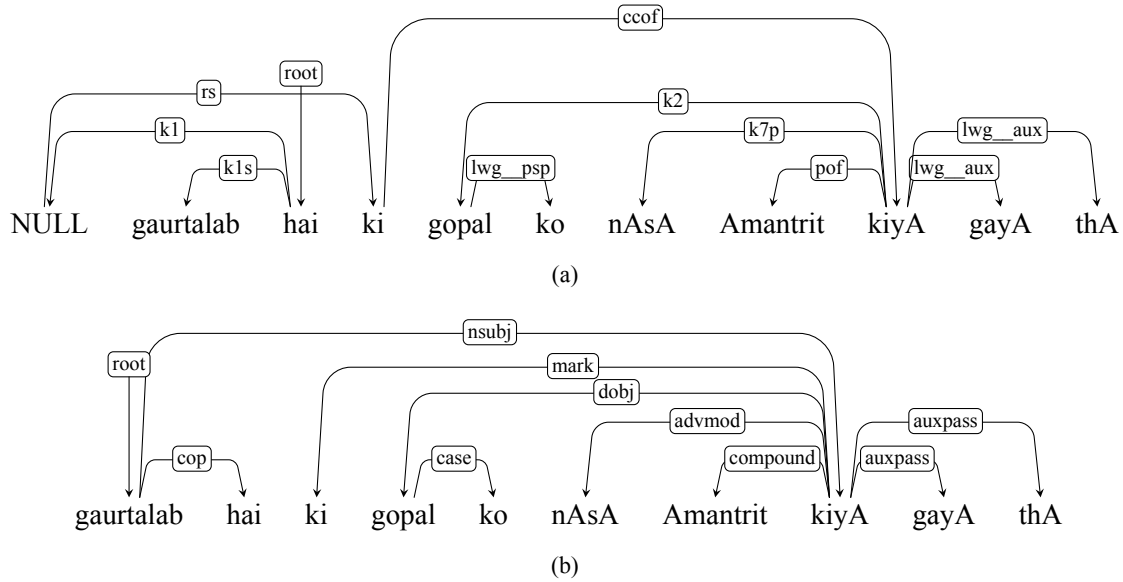 ccof
root
rs
k2
k1
k7p
lwg__aux
k1s
lwg__psp
pof
lwg__aux
NULL gaurtalab hai ki gopal ko nAsA Amantrit kiyA gayA thA
(a)
nsubj
root
mark
dobj
advmod
auxpass
cop
case
compound
auxpass
gaurtalab hai ki gopal ko nAsA Amantrit kiyA gayA thA
(b)